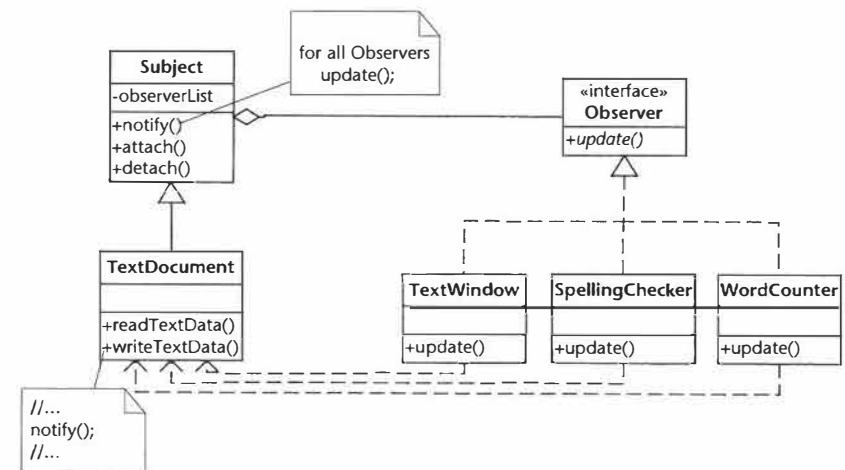 for all Observers
update();
Subject
-observerList
+notify()
+attach()
+detach()
«interface»
Observer
+update()
TextDocument
+readTextData()
+writeTextData()
TextWindow
+update()
SpellingChecker
+update()
WordCounter
+update()
//...
notify();
//...